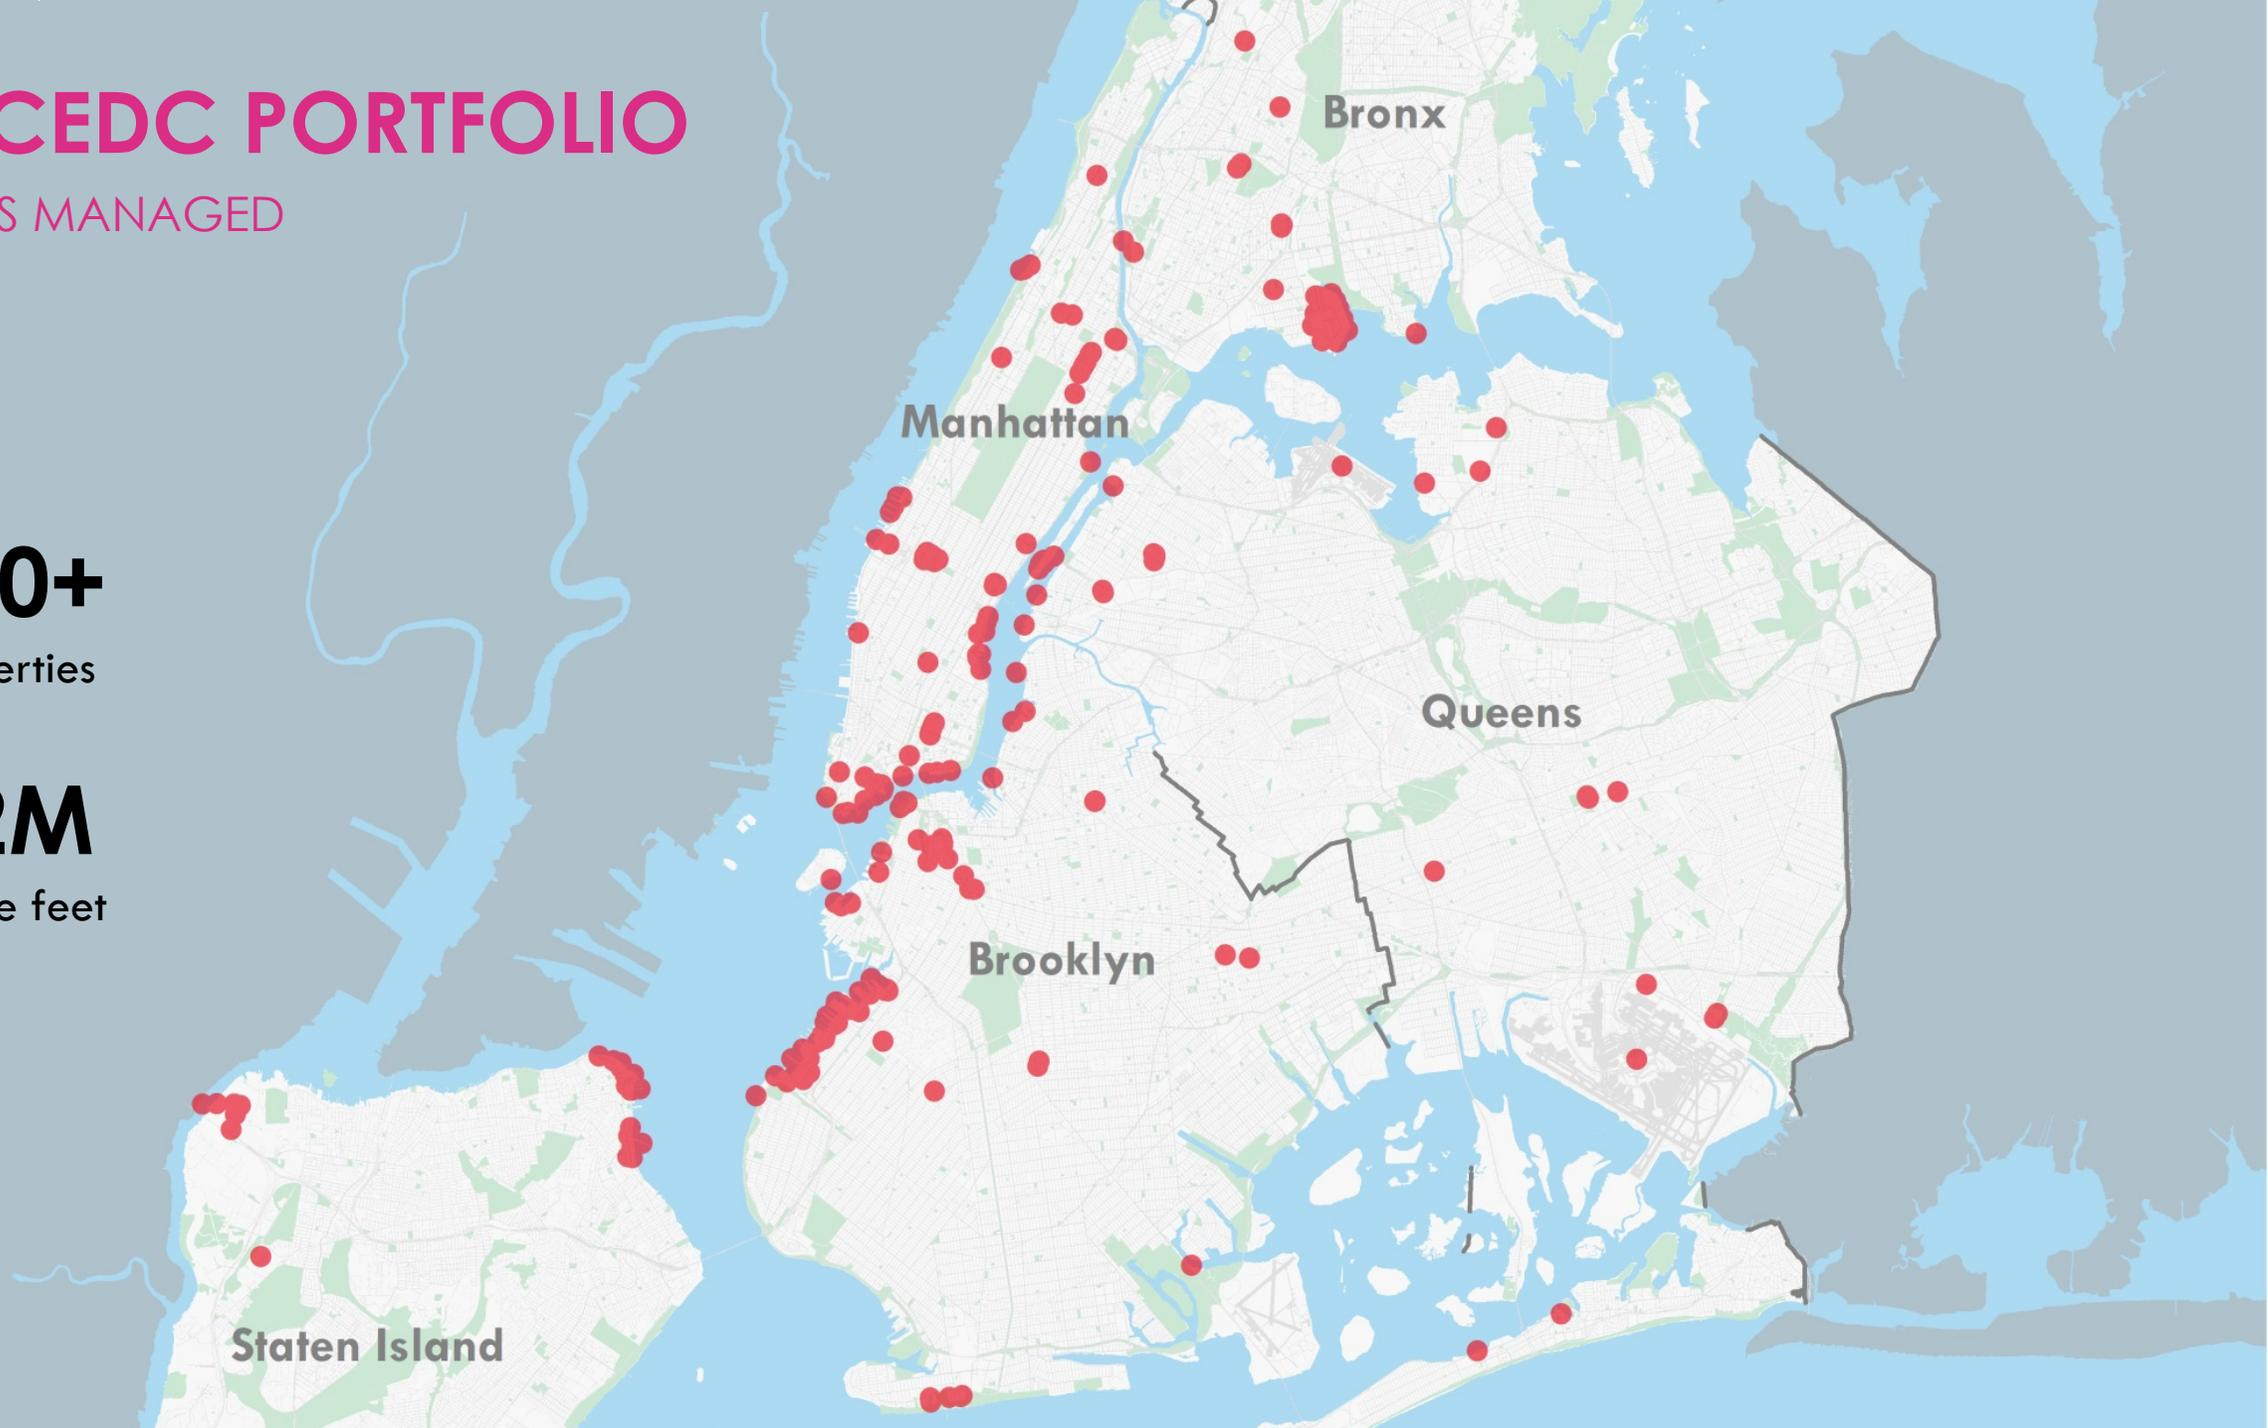 CEDC PORTFOLIO
S MANAGED
0+
erties
2M
e feet
Bronx
Manhattan
Queens
Brooklyn
Staten Island